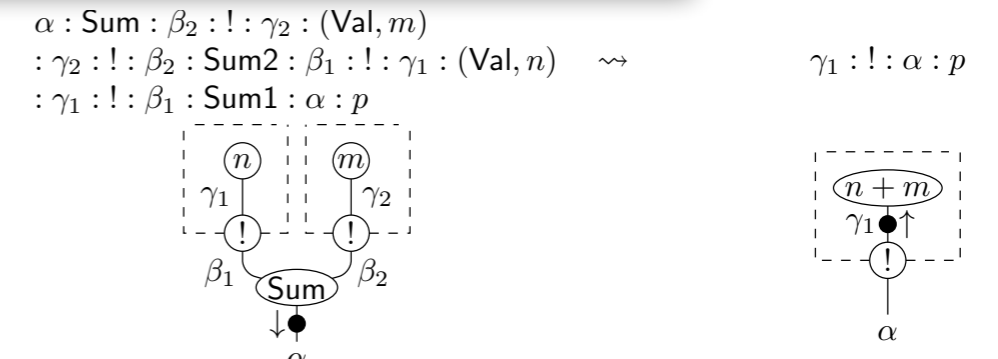 α : Sum : β₂ : ! : γ₂ : (Val, m)
: γ₂ : ! : β₂ : Sum2 : β₁ : ! : γ₁ : (Val, n) ⇝ γ₁ : ! : α : p
: γ₁ : ! : β₁ : Sum1 : α : p
n m
γ₁ γ₂
! !
β₁ β₂
Sum
↓
α
n + m
γ₁ ↑
!
α